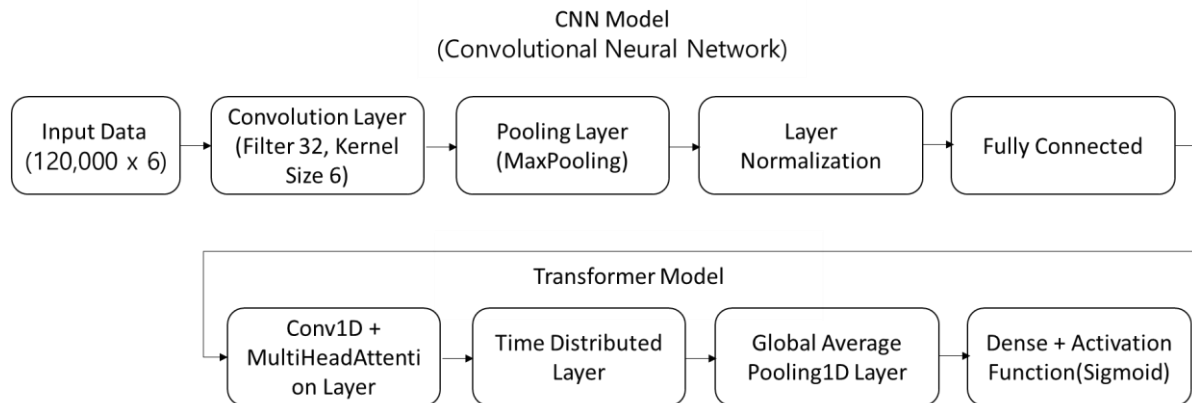 CNN Model
(Convolutional Neural Network)
Input Data
(120,000 x 6)
Convolution Layer
(Filter 32, Kernel
Size 6)
Pooling Layer
(MaxPooling)
Layer
Normalization
Fully Connected
Transformer Model
Conv1D +
MultiHeadAttenti
on Layer
Time Distributed
Layer
Global Average
Pooling1D Layer
Dense + Activation
Function(Sigmoid)